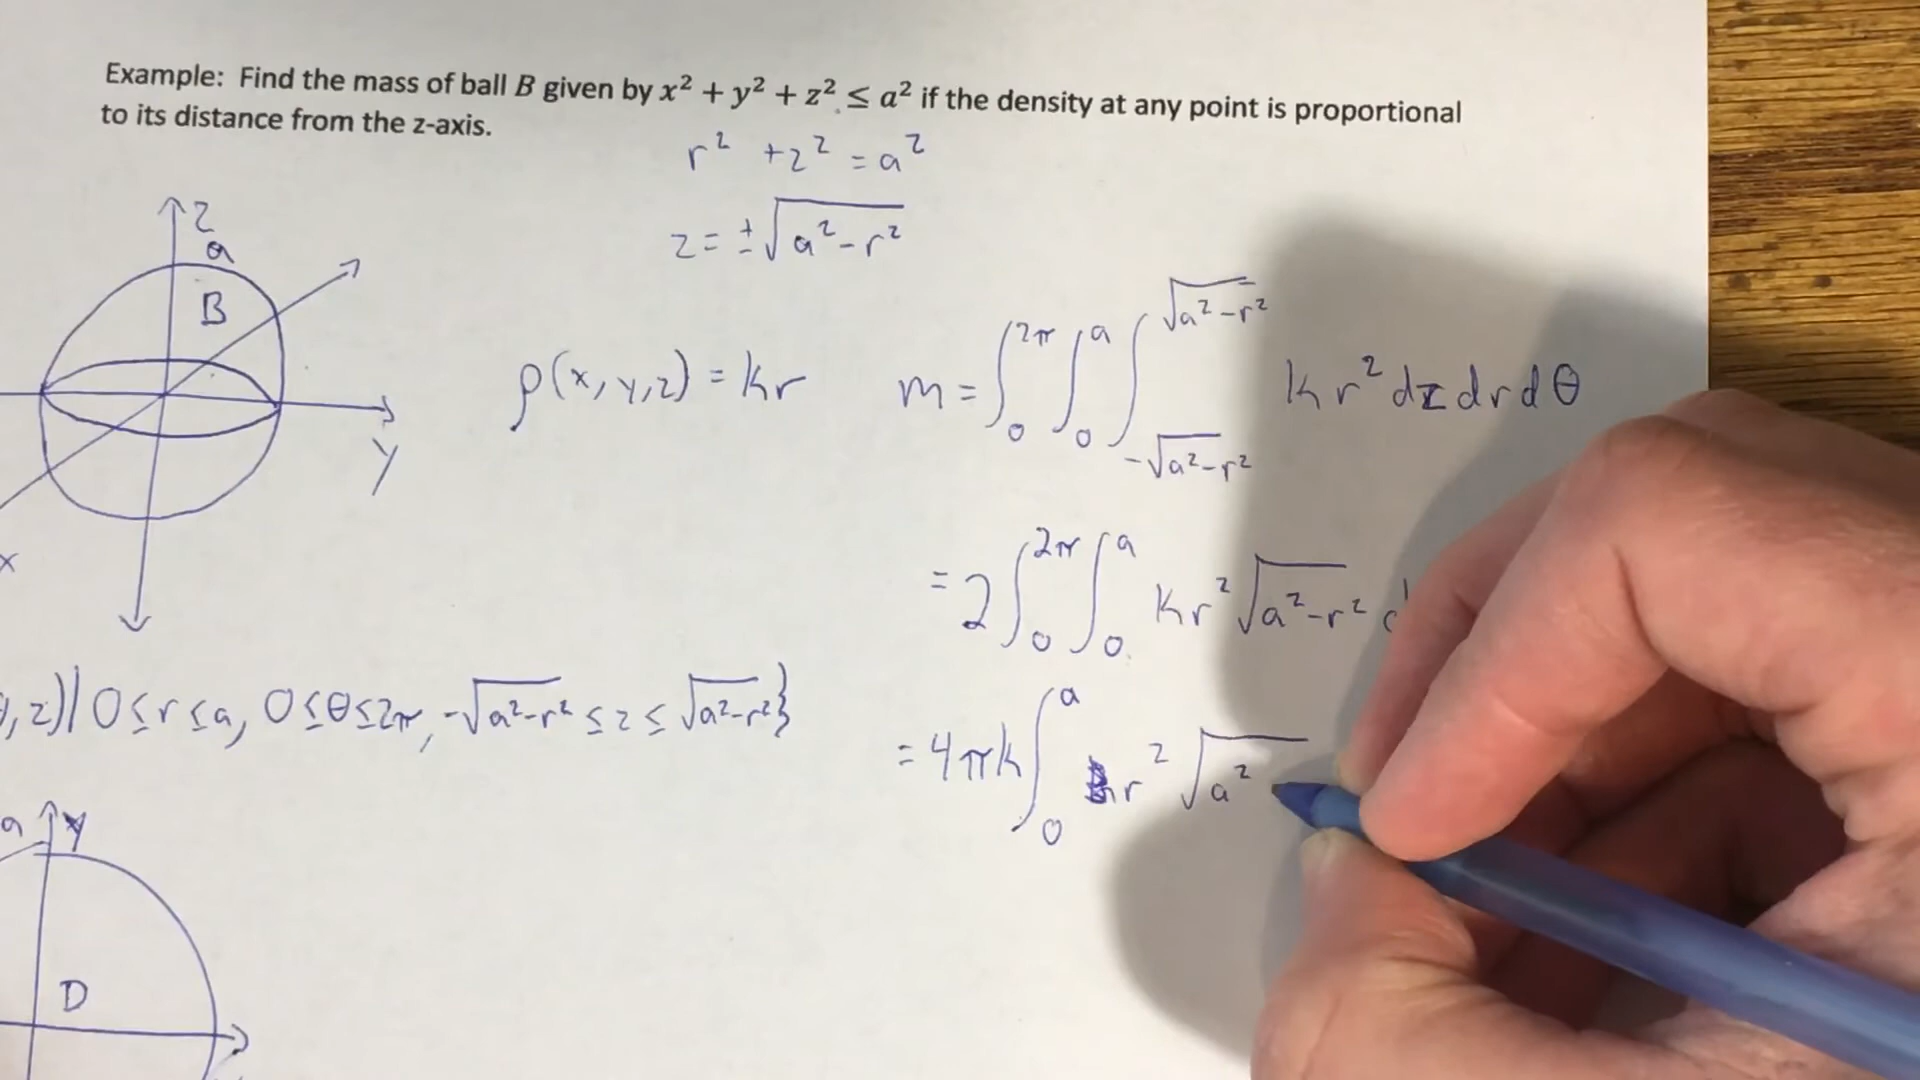 Example: Find the mass of ball B given by x² + y² + z² ≤ a² if the density at any point is proportional
to its distance from the z-axis.
r² + z² = a²
z = ±√(a² - r²)
z
a
B
y
x
ρ(x, y, z) = kr
m = ∫₀^2π ∫₀^a ∫_-√(a²-r²)^√(a²-r²) kr² dz dr dθ
= 2 ∫₀^2π ∫₀^a kr² √(a²-r²) d
, z) | 0 ≤ r ≤ a, 0 ≤ θ ≤ 2π, -√(a²-r²) ≤ z ≤ √(a²-r²)}
= 4πk ∫₀^a r² √(a²
a
y
D